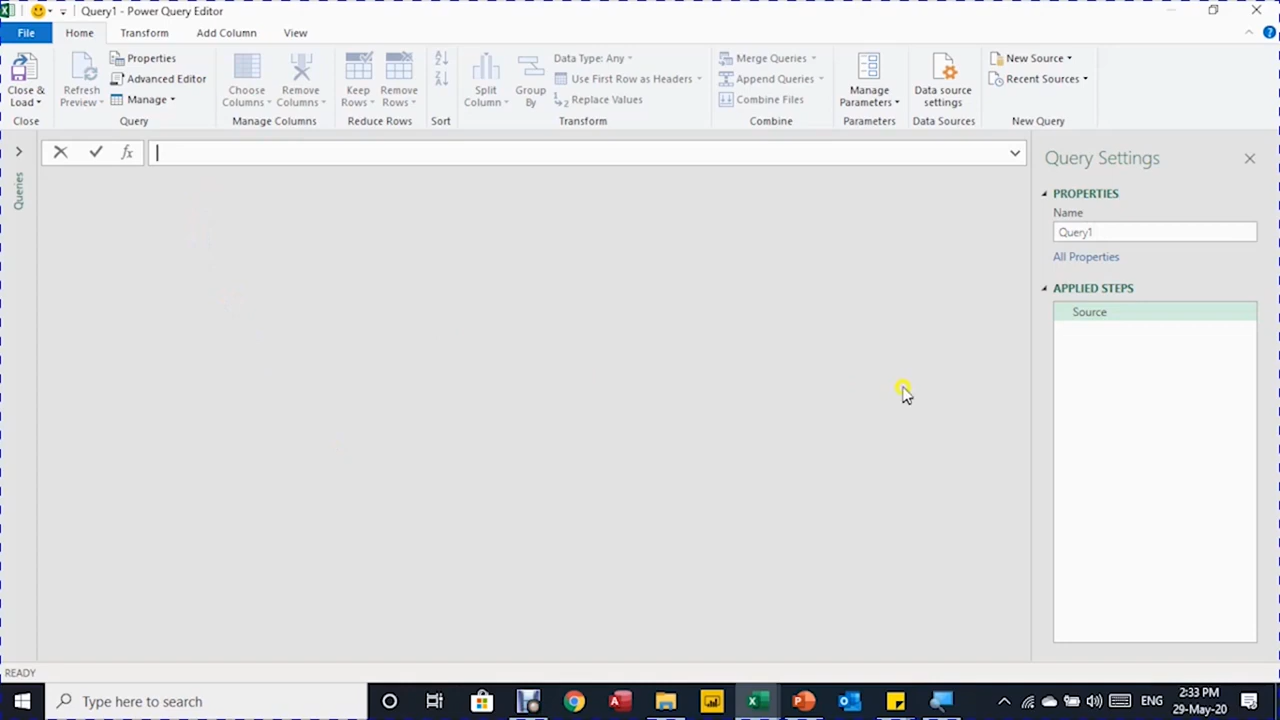 Query1 - Power Query Editor
File Home Transform Add Column View
Close & Load
Refresh Preview
Properties
Advanced Editor
Manage
Choose Columns
Remove Columns
Keep Rows
Remove Rows
Split Column
Group By
Data Type: Any
Use First Row as Headers
Replace Values
Merge Queries
Append Queries
Combine Files
Manage Parameters
Data source settings
New Source
Recent Sources
Close Query Manage Columns Reduce Rows Sort Transform Combine Parameters Data Sources New Query
fx
Queries
Query Settings
PROPERTIES
Name
Query1
All Properties
APPLIED STEPS
Source
READY
Type here to search
ENG
2:33 PM
29-May-20